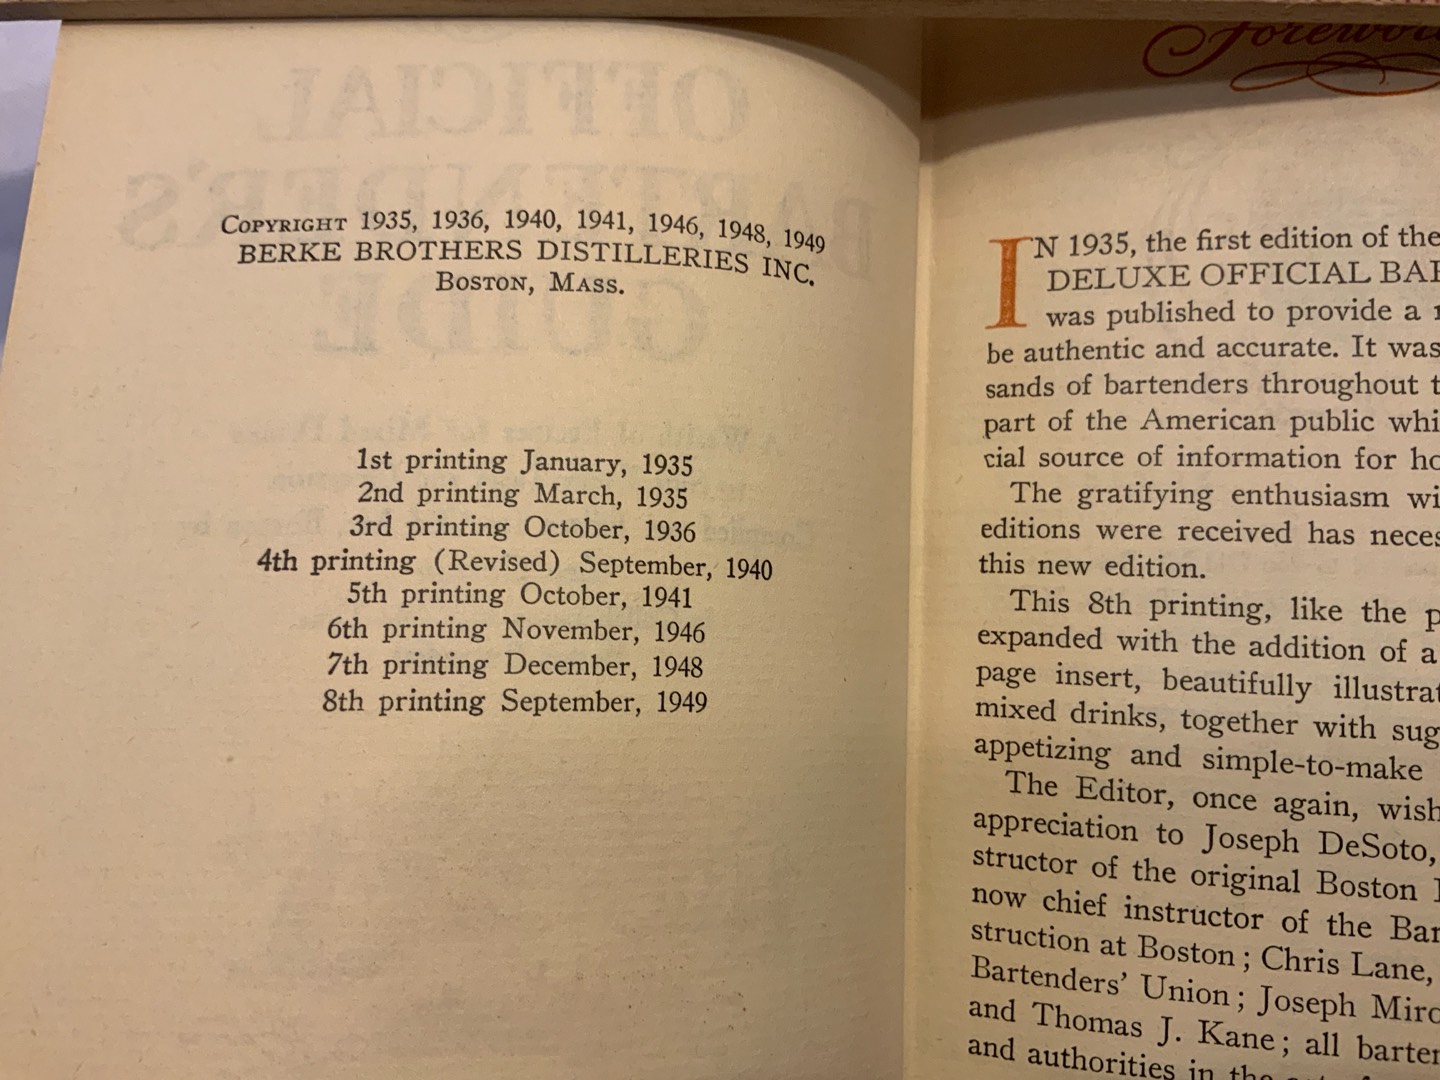 COPYRIGHT 1935, 1936, 1940, 1941, 1946, 1948, 1949
BERKE BROTHERS DISTILLERIES INC.
BOSTON, MASS.
1st printing January, 1935
2nd printing March, 1935
3rd printing October, 1936
4th printing (Revised) September, 1940
5th printing October, 1941
6th printing November, 1946
7th printing December, 1948
8th printing September, 1949
Foreword
IN 1935, the first edition of the
DELUXE OFFICIAL
was published to provide a
be authentic and accurate. It was
sands of bartenders throughout
part of the American public
cial source of information for
The gratifying enthusiasm
editions were received has
this new edition.
This 8th printing, like the
expanded with the addition of a
page insert, beautifully
mixed drinks, together with
appetizing and simple-to-make
The Editor, once again,
appreciation to Joseph DeSoto,
structor of the original Boston
now chief instructor of the
struction at Boston; Chris Lane,
Bartenders' Union; Joseph
and Thomas J. Kane; all
and authorities in the
OFFICIAL
BARTENDER'S
GUIDE